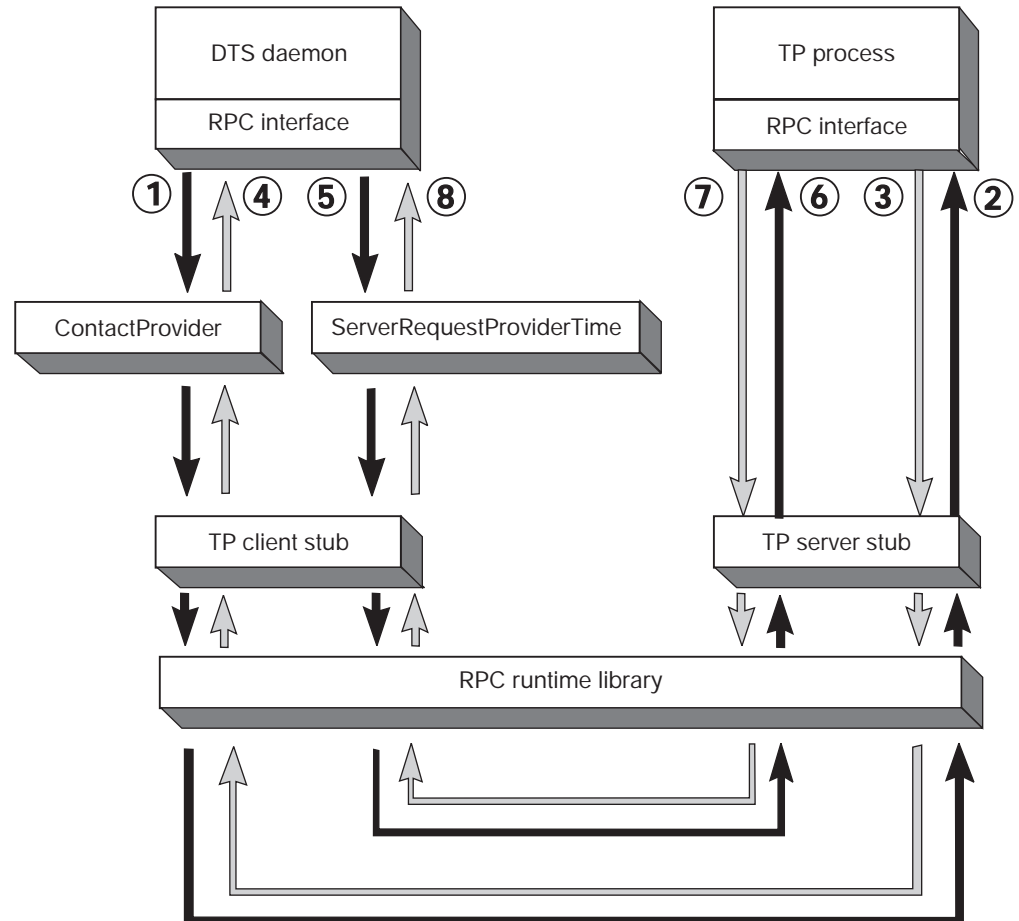 DTS daemon
TP process
RPC interface
RPC interface
1
4
5
8
7
6
3
2
ContactProvider
ServerRequestProviderTime
TP client stub
TP server stub
RPC runtime library